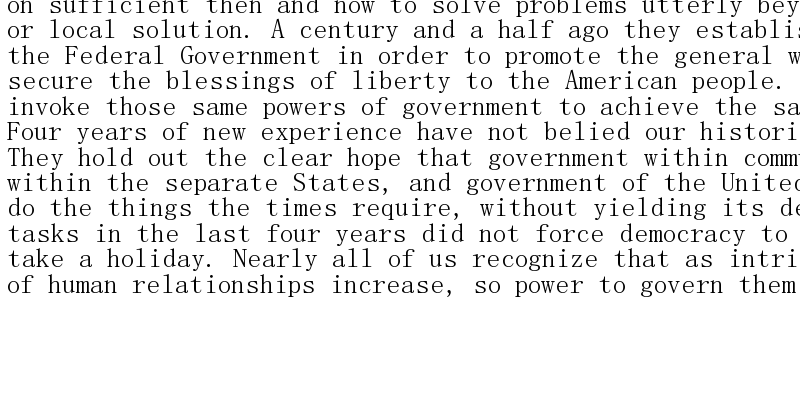 on sufficient then and now to solve problems utterly bey
or local solution. A century and a half ago they establis
the Federal Government in order to promote the general w
secure the blessings of liberty to the American people.
invoke those same powers of government to achieve the sa
Four years of new experience have not belied our histori
They hold out the clear hope that government within comm
within the separate States, and government of the United
do the things the times require, without yielding its de
tasks in the last four years did not force democracy to
take a holiday. Nearly all of us recognize that as intri
of human relationships increase, so power to govern them